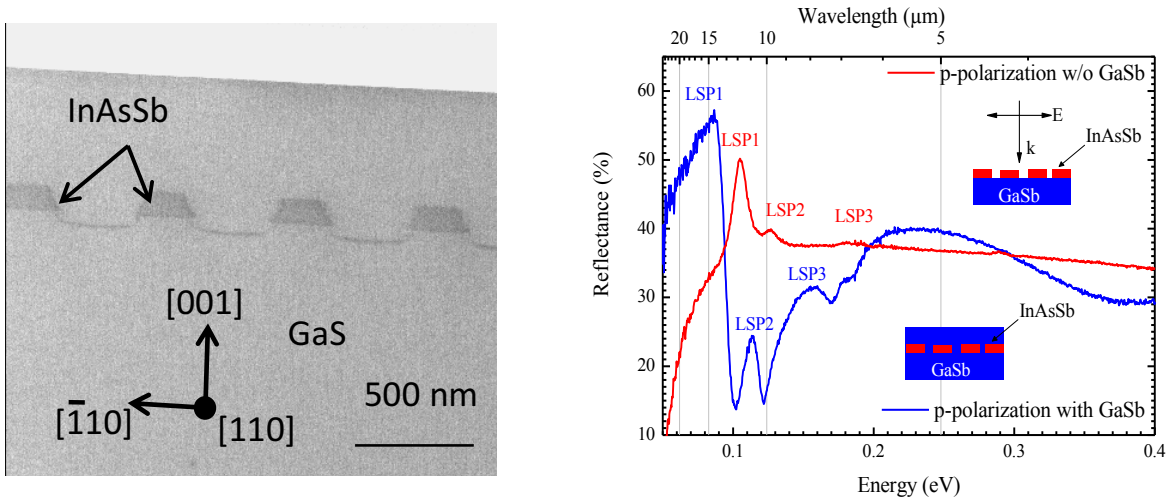 InAsSb
[001]
GaS
[1̄10]
[110]
500 nm
Wavelength (µm)
20 15 10 5
p-polarization w/o GaSb
LSP1
LSP1
LSP2
LSP3
LSP3
LSP2
E
k
InAsSb
GaSb
InAsSb
GaSb
p-polarization with GaSb
Reflectance (%)
60
50
40
30
20
10
0.1 0.2 0.3 0.4
Energy (eV)